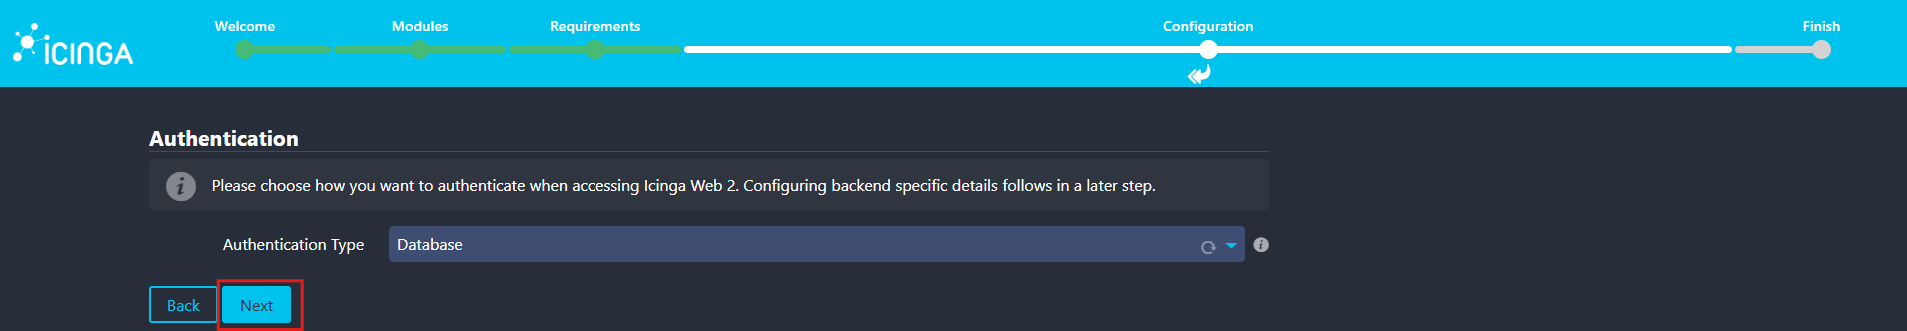 Welcome
Modules
Requirements
Configuration
Finish
ICINGA
Authentication
Please choose how you want to authenticate when accessing Icinga Web 2. Configuring backend specific details follows in a later step.
Authentication Type
Database
Back
Next